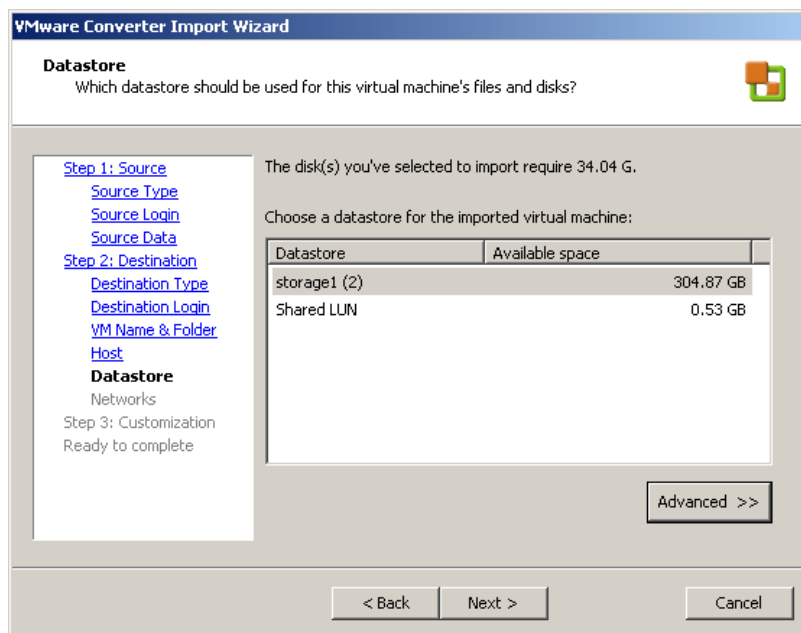 VMware Converter Import Wizard
Datastore
Which datastore should be used for this virtual machine's files and disks?
Step 1: Source
Source Type
Source Login
Source Data
Step 2: Destination
Destination Type
Destination Login
VM Name & Folder
Host
Datastore
Networks
Step 3: Customization
Ready to complete
The disk(s) you've selected to import require 34.04 G.
Choose a datastore for the imported virtual machine:
Datastore Available space
storage1 (2) 304.87 GB
Shared LUN 0.53 GB
Advanced >>
< Back Next > Cancel